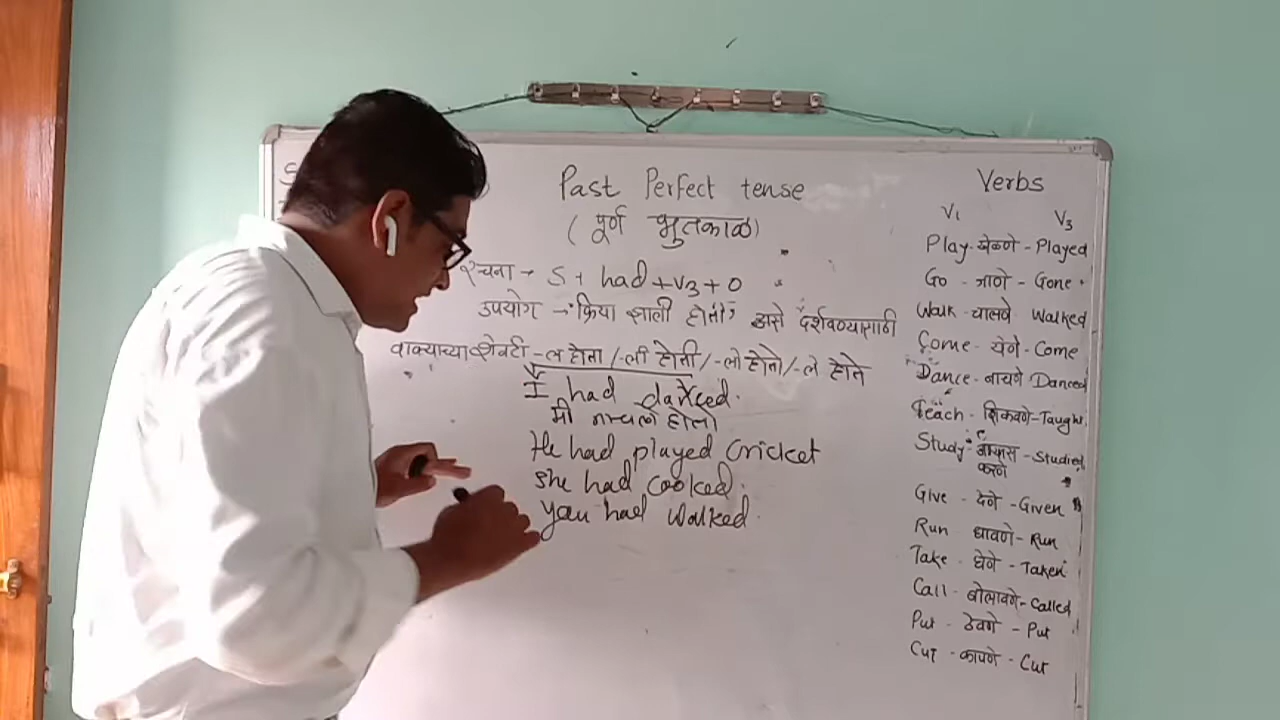 Past Perfect tense
(पूर्ण भुतकाळ)
रचना → S + had + V3 + O
उपयोग → 'क्रिया झाली होती', असे दर्शवण्यासाठी
वाक्याच्या शेवटी -ल होता /-ली होती /-लो होतो /-ले होते
I had danced.
मी नाचलो होतो
He had played Cricket
She had cooked.
You had walked.
Verbs
V1 V3
Play - खेळणे - Played
Go - जाणे - Gone
Walk - चालवे Walked
Come - येणे - Come
Dance - नाचणे Danced
Teach - शिकवणे - Taught
Study - अभ्यास करणे - Studied
Give - देणे - Given
Run धावणे - Run
Take - घेणे - Taken
Call - बोलावणे - Called
Put - ठेवणे - Put
Cut - कापणे - Cut